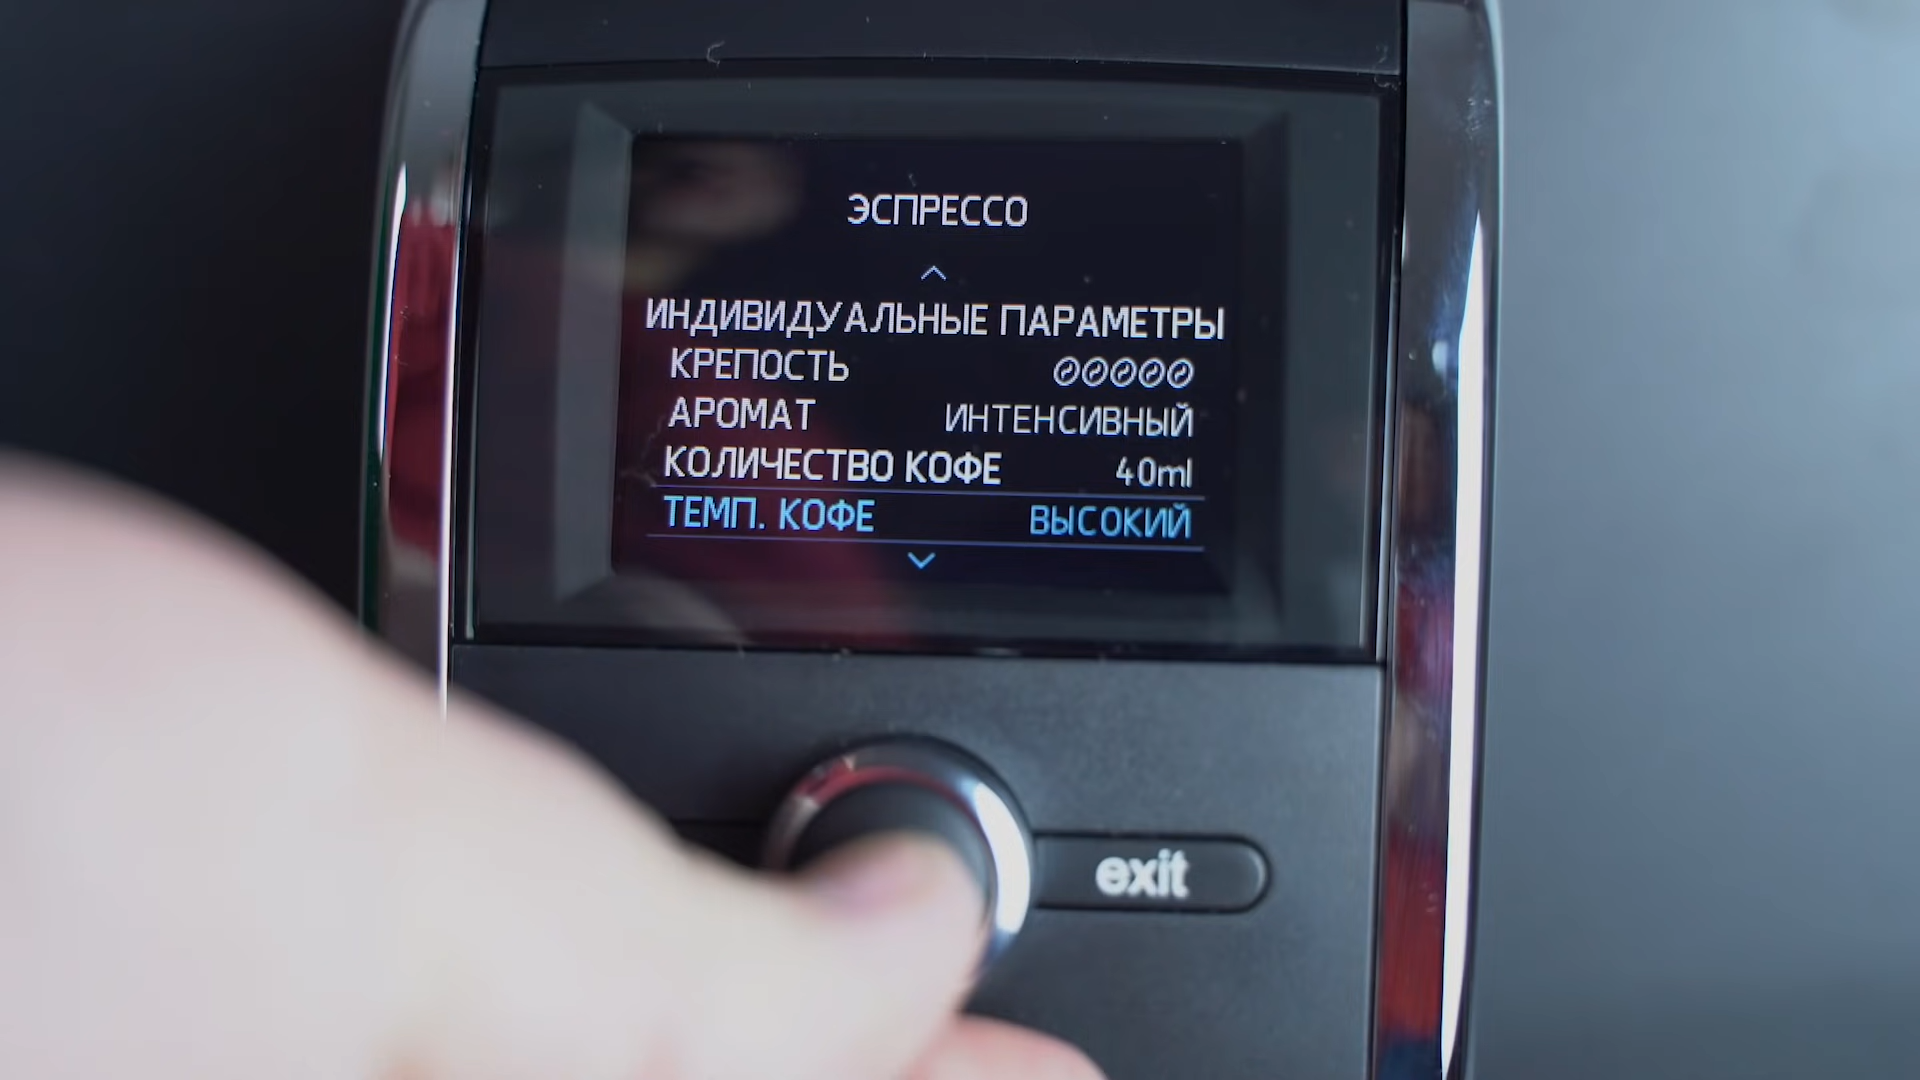 ЭСПРЕССО
ИНДИВИДУАЛЬНЫЕ ПАРАМЕТРЫ
КРЕПОСТЬ
АРОМАТ ИНТЕНСИВНЫЙ
КОЛИЧЕСТВО КОФЕ 40ml
ТЕМП. КОФЕ ВЫСОКИЙ
exit